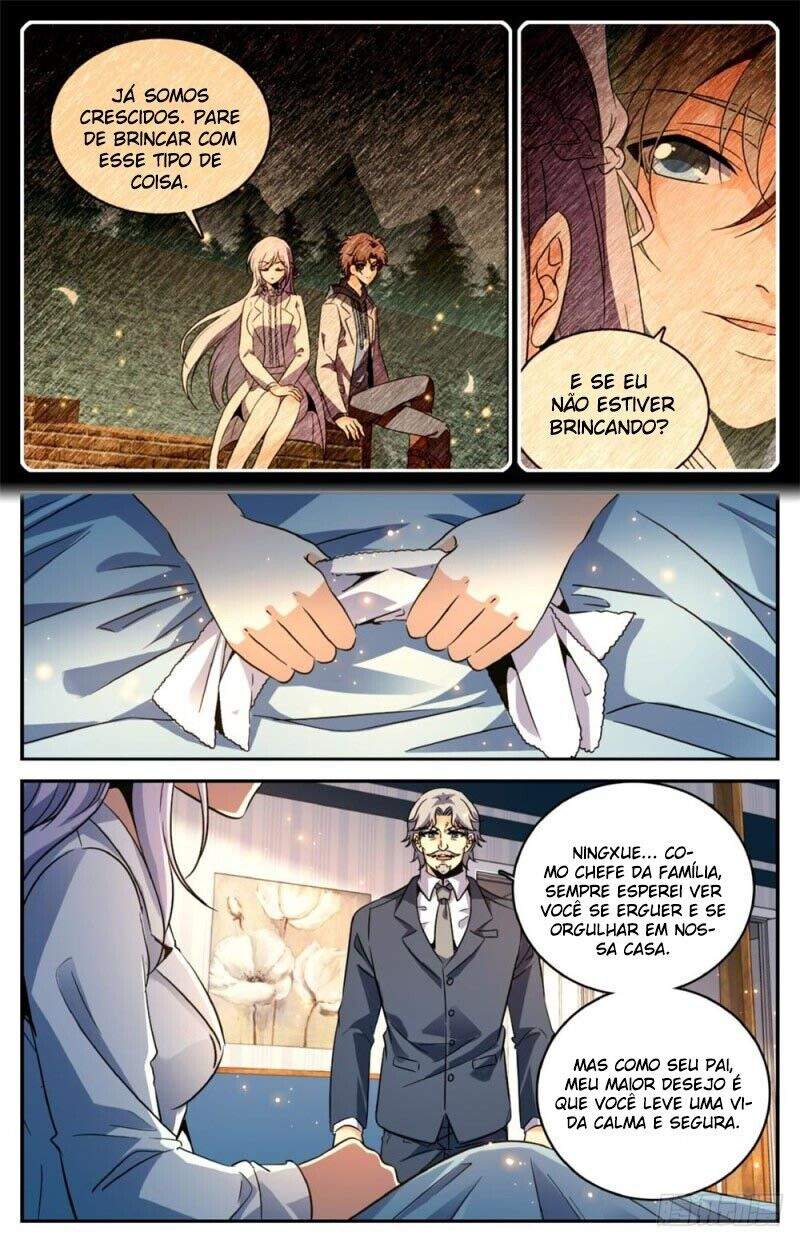 JÁ SOMOS
CRESCIDOS. PARE
DE BRINCAR COM
ESSE TIPO DE
COISA.
E SE EU
NÃO ESTIVER
BRINCANDO?
NINGXUE... CO-
MO CHEFE DA FAMÍLIA,
SEMPRE ESPEREI VER
VOCÊ SE ERGUER E SE
ORGULHAR EM NOS-
SA CASA.
MAS COMO SEU PAI,
MEU MAIOR DESEJO É
QUE VOCÊ LEVE UMA VI-
DA CALMA E SEGURA.